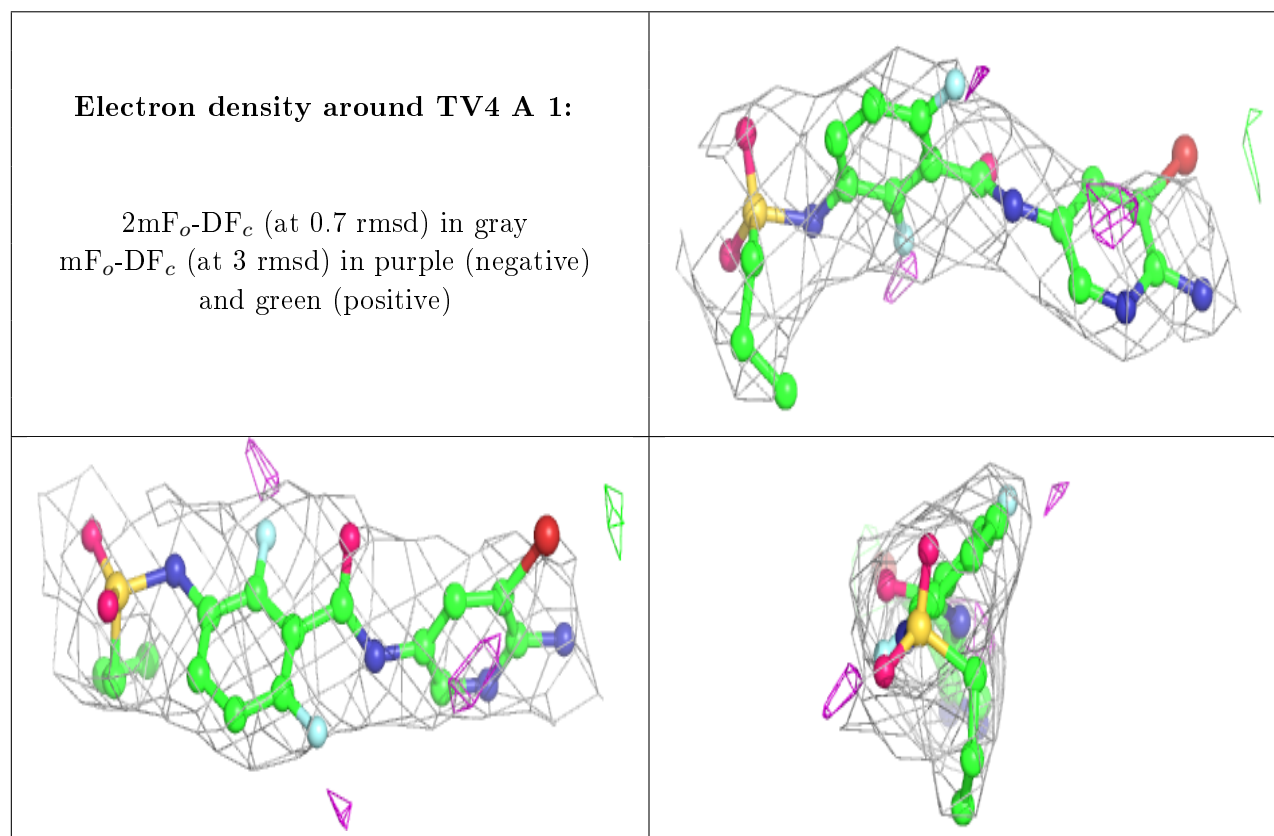 Electron density around TV4 A 1:
2mFo-DFc (at 0.7 rmsd) in gray
mFo-DFc (at 3 rmsd) in purple (negative)
and green (positive)